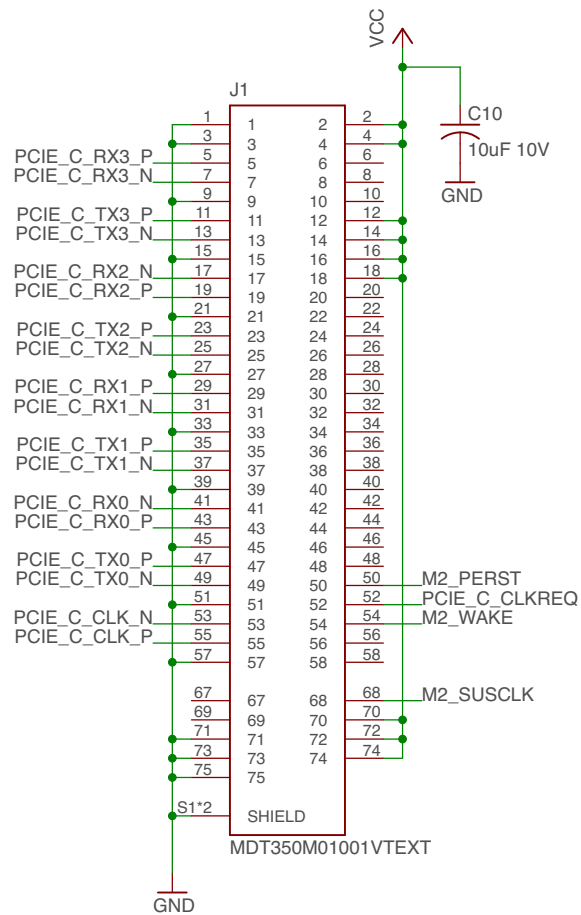 VCC
J1
C10
10uF 10V
GND
1 1 2 2
3 3 4 4
PCIE_C_RX3_P 5 5 6 6
PCIE_C_RX3_N 7 7 8 8
9 9 10 10
PCIE_C_TX3_P 11 11 12 12
PCIE_C_TX3_N 13 13 14 14
15 15 16 16
PCIE_C_RX2_N 17 17 18 18
PCIE_C_RX2_P 19 19 20 20
21 21 22 22
PCIE_C_TX2_P 23 23 24 24
PCIE_C_TX2_N 25 25 26 26
27 27 28 28
PCIE_C_RX1_P 29 29 30 30
PCIE_C_RX1_N 31 31 32 32
33 33 34 34
PCIE_C_TX1_P 35 35 36 36
PCIE_C_TX1_N 37 37 38 38
39 39 40 40
PCIE_C_RX0_N 41 41 42 42
PCIE_C_RX0_P 43 43 44 44
45 45 46 46
PCIE_C_TX0_P 47 47 48 48
PCIE_C_TX0_N 49 49 50 50 M2_PERST
51 51 52 52 PCIE_C_CLKREQ
PCIE_C_CLK_N 53 53 54 54 M2_WAKE
PCIE_C_CLK_P 55 55 56 56
57 57 58 58
67 67 68 68 M2_SUSCLK
69 69 70 70
71 71 72 72
73 73 74 74
75 75
S1*2 SHIELD
MDT350M01001VTEXT
GND